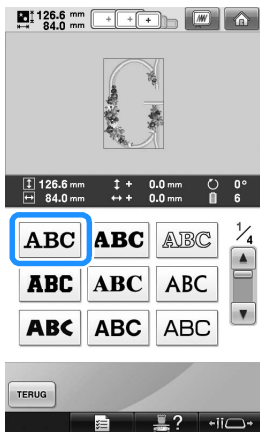 126.6 mm
84.0 mm
126.6 mm + 0.0 mm 0°
84.0 mm + 0.0 mm 6
ABC ABC ABC
1/4
ABC ABC ABC
ABC ABC ABC
TERUG
?